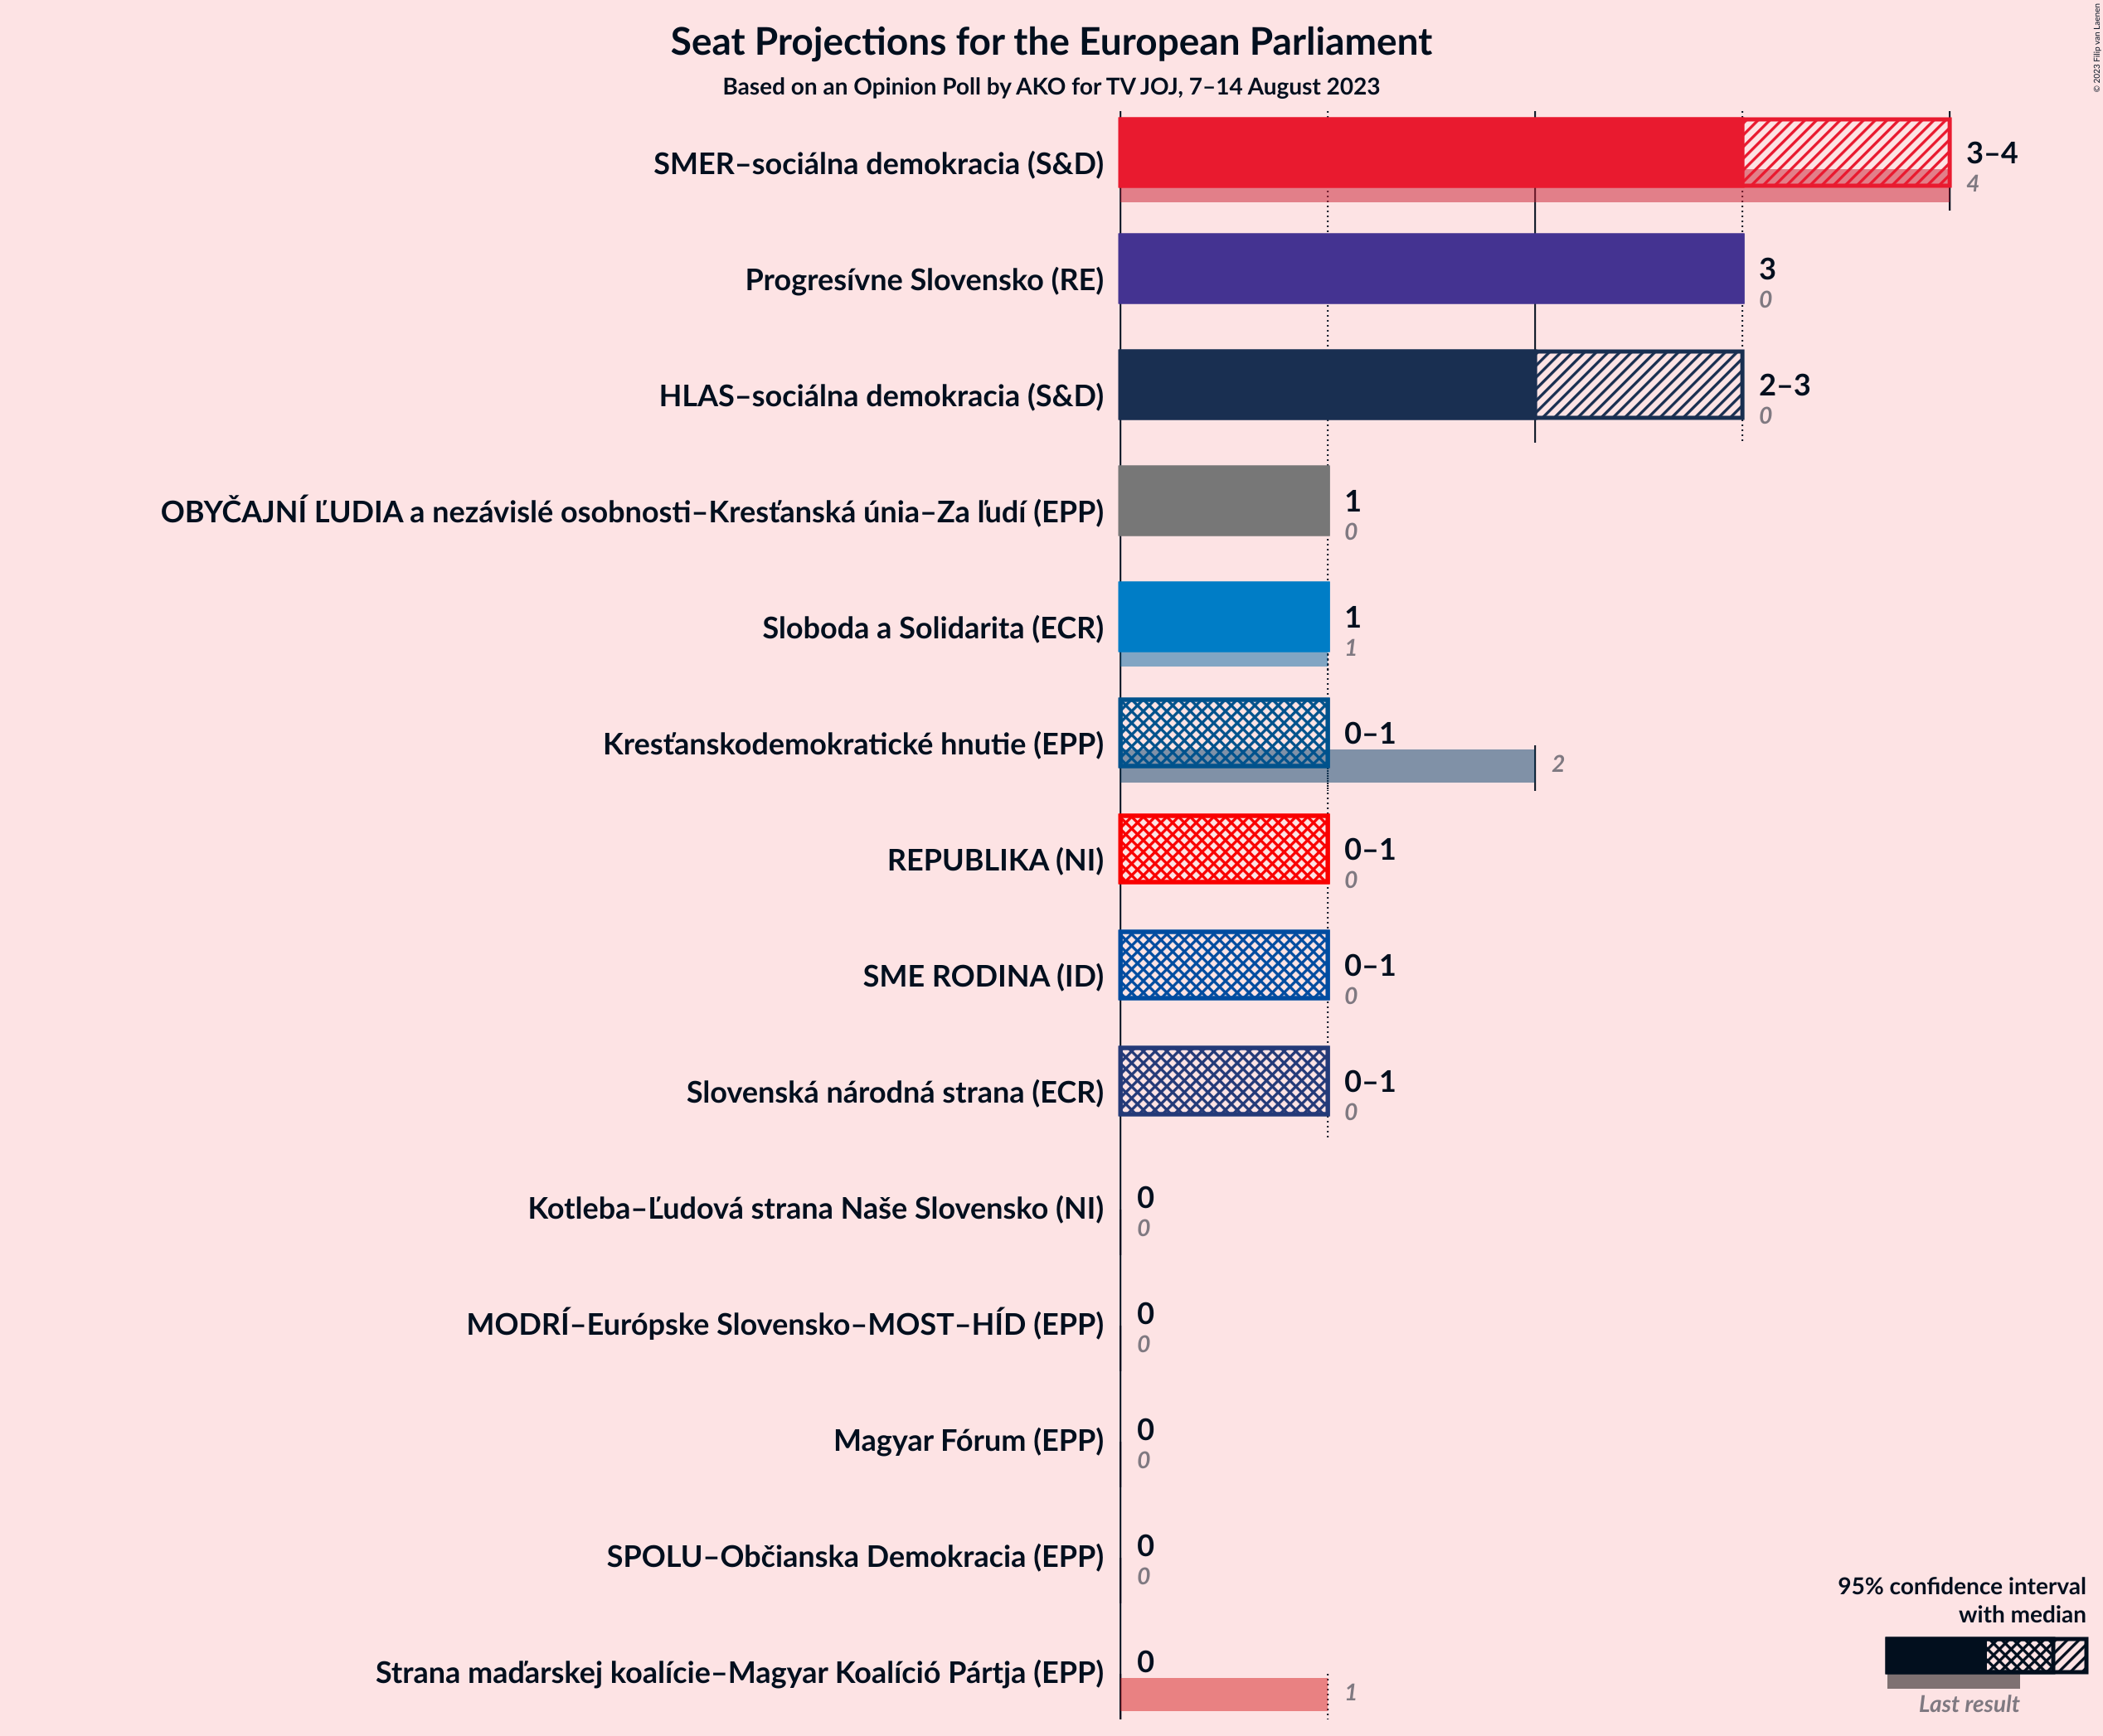 Seat Projections for the European Parliament
Based on an Opinion Poll by AKO for TV JOJ, 7–14 August 2023
© 2023 Filip van Laenen
SMER–sociálna demokracia (S&D)
3–4
4
Progresívne Slovensko (RE)
3
0
HLAS–sociálna demokracia (S&D)
2–3
0
OBYČAJNÍ ĽUDIA a nezávislé osobnosti–Kresťanská únia–Za ľudí (EPP)
1
0
Sloboda a Solidarita (ECR)
1
1
Kresťanskodemokratické hnutie (EPP)
0–1
2
REPUBLIKA (NI)
0–1
0
SME RODINA (ID)
0–1
0
Slovenská národná strana (ECR)
0–1
0
Kotleba–Ľudová strana Naše Slovensko (NI)
0
0
MODRÍ–Európske Slovensko–MOST–HÍD (EPP)
0
0
Magyar Fórum (EPP)
0
0
SPOLU–Občianska Demokracia (EPP)
0
0
Strana maďarskej koalície–Magyar Koalíció Pártja (EPP)
0
1
95% confidence interval
with median
Last result